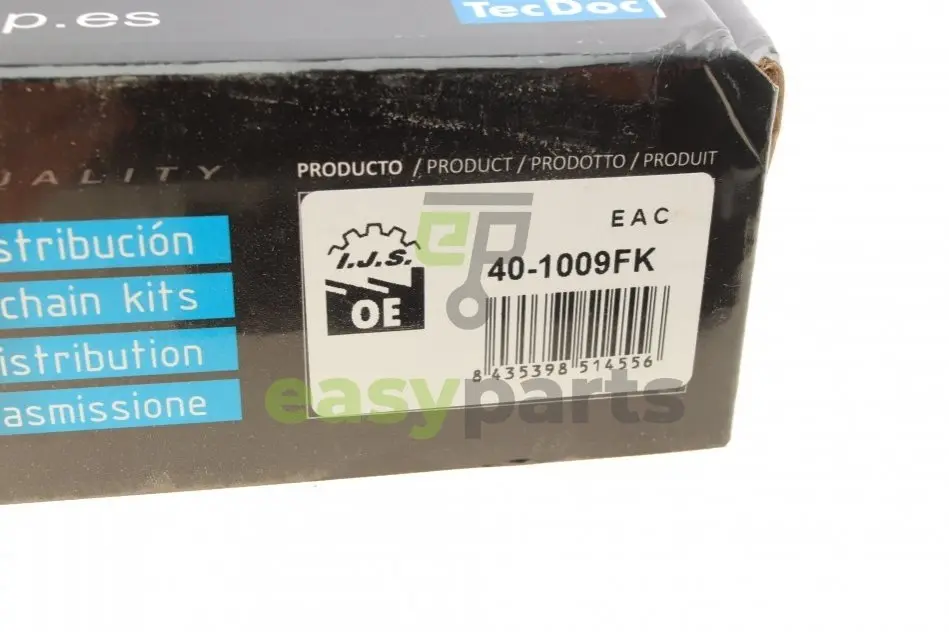 p.es
TecDoc
UALITY
PRODUCTO / PRODUCT / PRODOTTO / PRODUIT
EAC
I.J.S.
40-1009FK
OE
8 435398 514556
stribución
chain kits
istribution
asmissione
easyparts